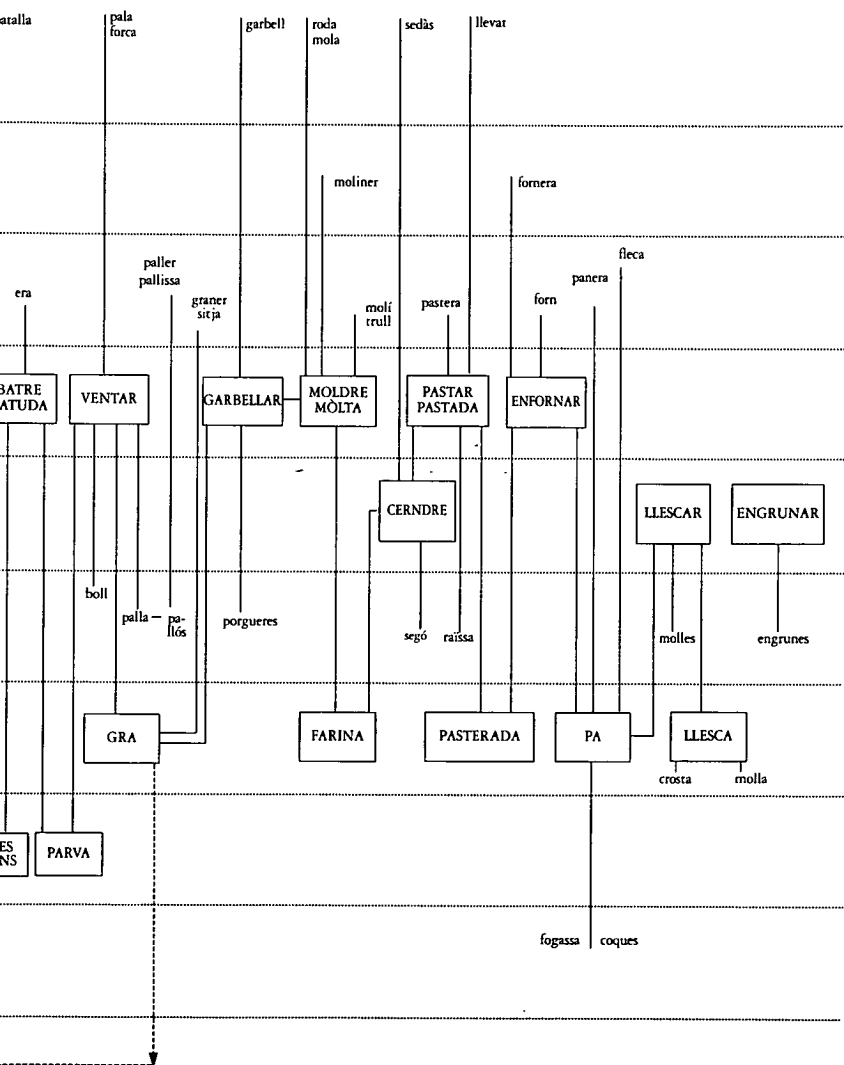 pala
forca
garbell
roda
mola
sedàs
llevat
moliner
fornera
fleca
paller
pallissa
panera
era
graner
sitja
molí
trull
pastera
forn
VENTAR
GARBELLAR
MOLDRE
MÒLTA
PASTAR
PASTADA
ENFORNAR
BATRE
ATUDA
CERNDRE
LLESCAR
ENGRUNAR
boll
palla — pa-
llós
porgueres
segó
raïssa
molles
engrunes
GRA
FARINA
PASTERADA
PA
LLESCA
crosta
molla
ES
NS
PARVA
fogassa
coques